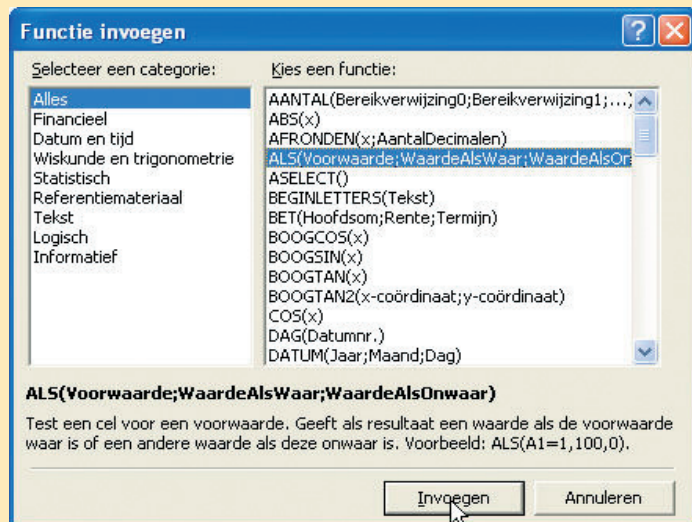 Functie invoegen
Selecteer een categorie:
Alles
Financieel
Datum en tijd
Wiskunde en trigonometrie
Statistisch
Referentiemateriaal
Tekst
Logisch
Informatief
Kies een functie:
AANTAL(Bereikverwijzing0;Bereikverwijzing1;...)
ABS(x)
AFRONDEN(x;AantalDecimalen)
ALS(Voorwaarde;WaardeAlsWaar;WaardeAlsOn
ASELECT()
BEGINLETTERS(Tekst)
BET(Hoofdsom;Rente;Termijn)
BOOGCOS(x)
BOOGSIN(x)
BOOGTAN(x)
BOOGTAN2(x-coördinaat;y-coördinaat)
COS(x)
DAG(Datumnr.)
DATUM(Jaar;Maand;Dag)
ALS(Voorwaarde;WaardeAlsWaar;WaardeAlsOnwaar)
Test een cel voor een voorwaarde. Geeft als resultaat een waarde als de voorwaarde
waar is of een andere waarde als deze onwaar is. Voorbeeld: ALS(A1=1,100,0).
Invoegen
Annuleren